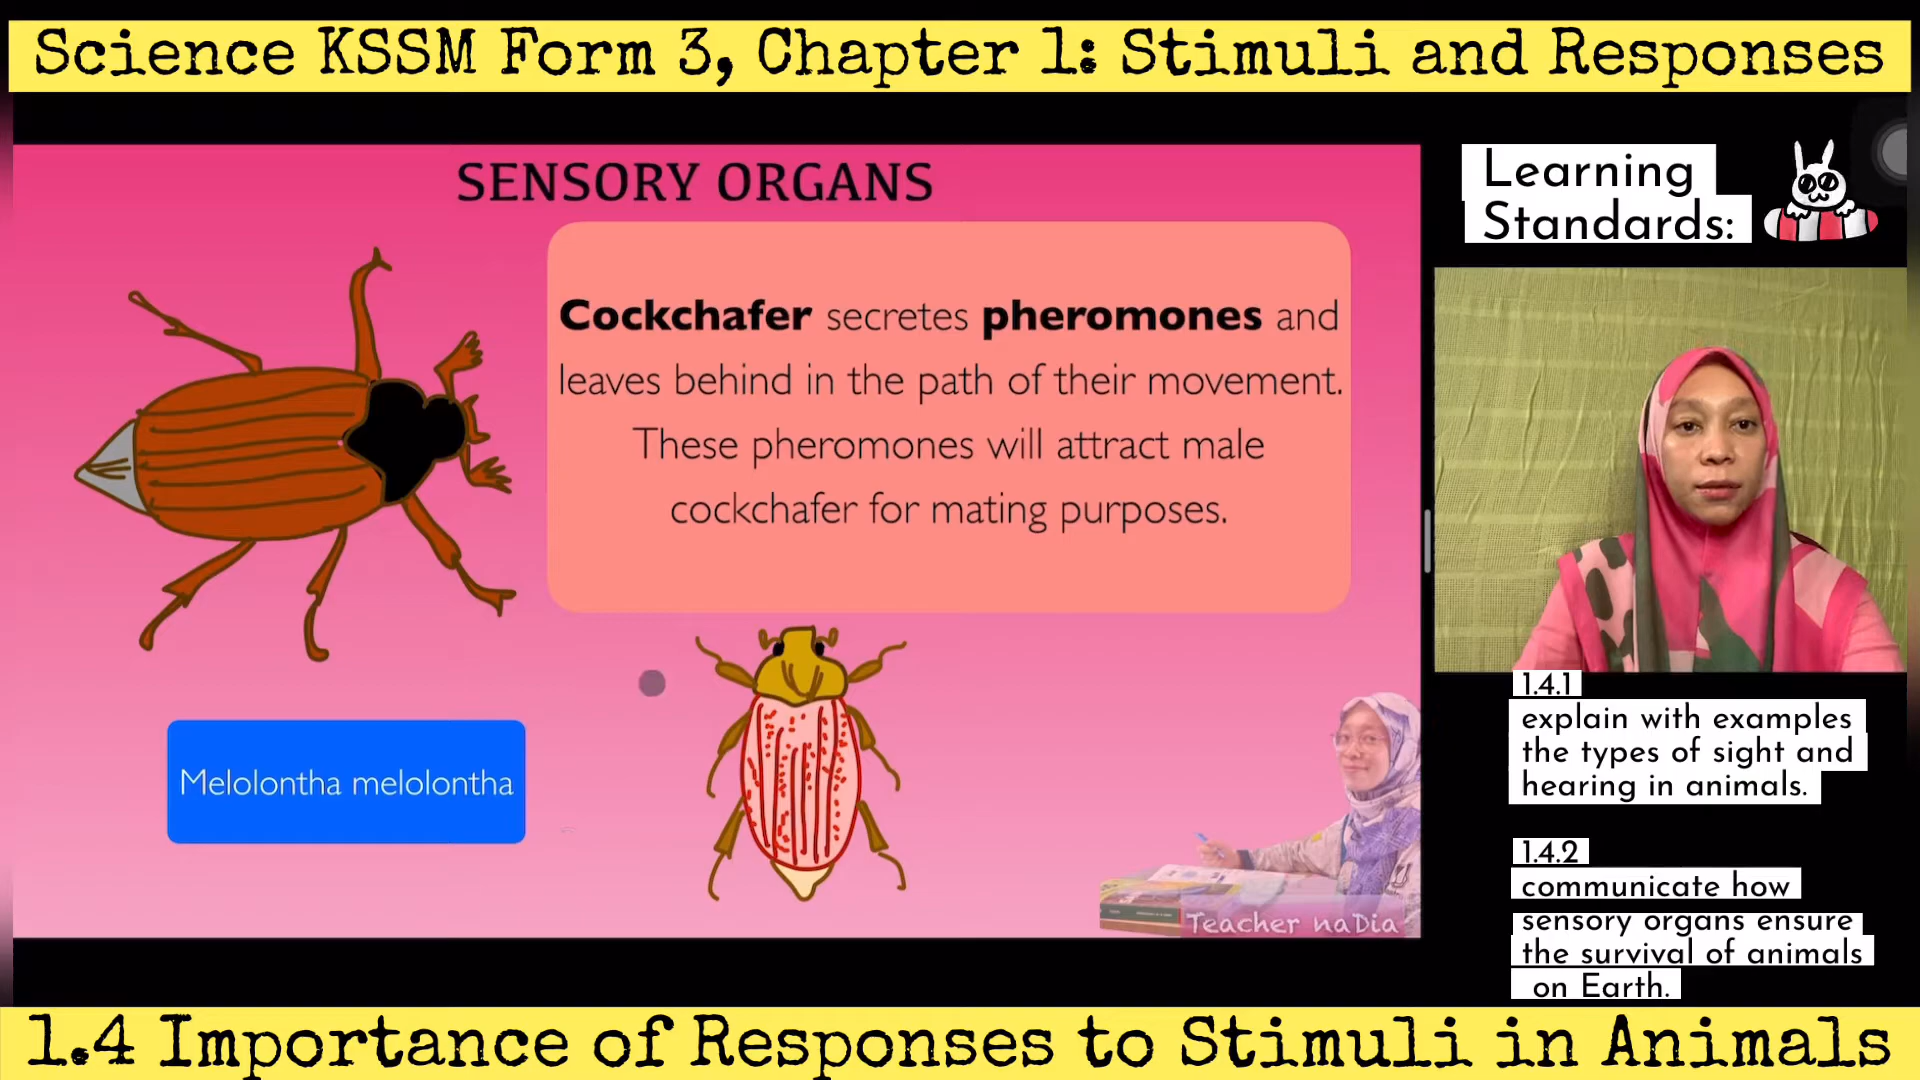 Science KSSM Form 3, Chapter 1: Stimuli and Responses
SENSORY ORGANS
Cockchafer secretes pheromones and
leaves behind in the path of their movement.
These pheromones will attract male
cockchafer for mating purposes.
Melolontha melolontha
Teacher naDia
Learning
Standards:
1.4.1
explain with examples
the types of sight and
hearing in animals.
1.4.2
communicate how
sensory organs ensure
the survival of animals
on Earth.
1.4 Importance of Responses to Stimuli in Animals